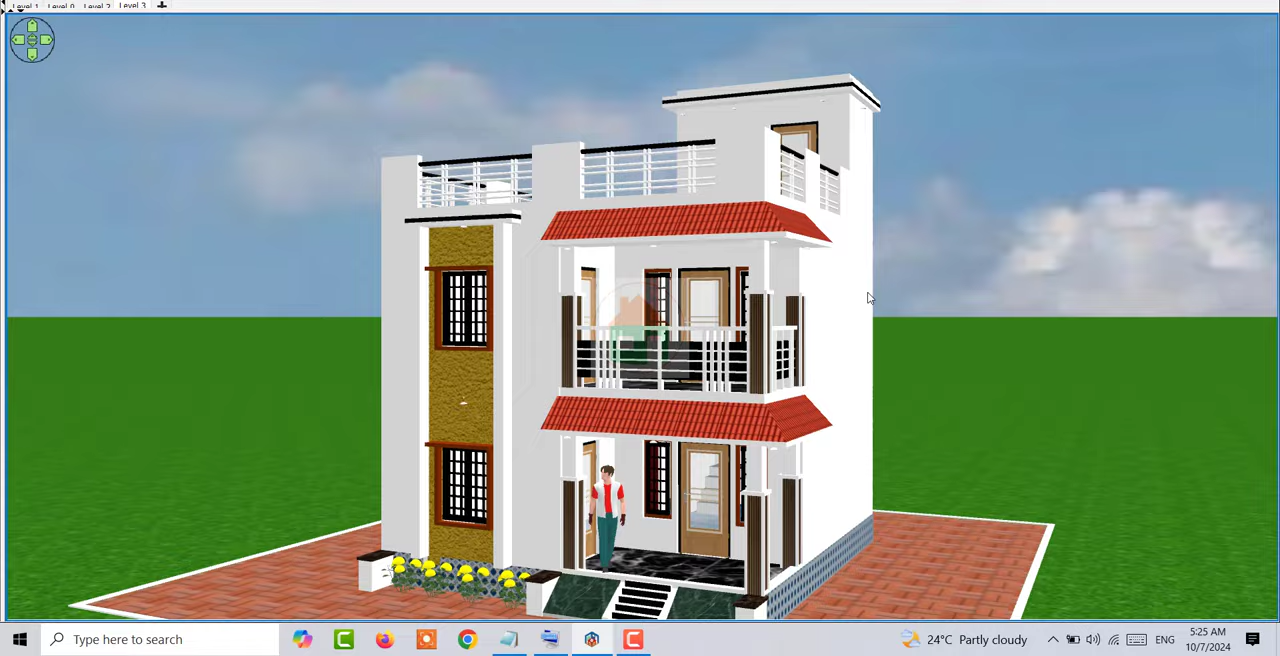 Level 1 Level 0 Level 2 Level 3
Type here to search
24°C Partly cloudy
ENG
5:25 AM
10/7/2024